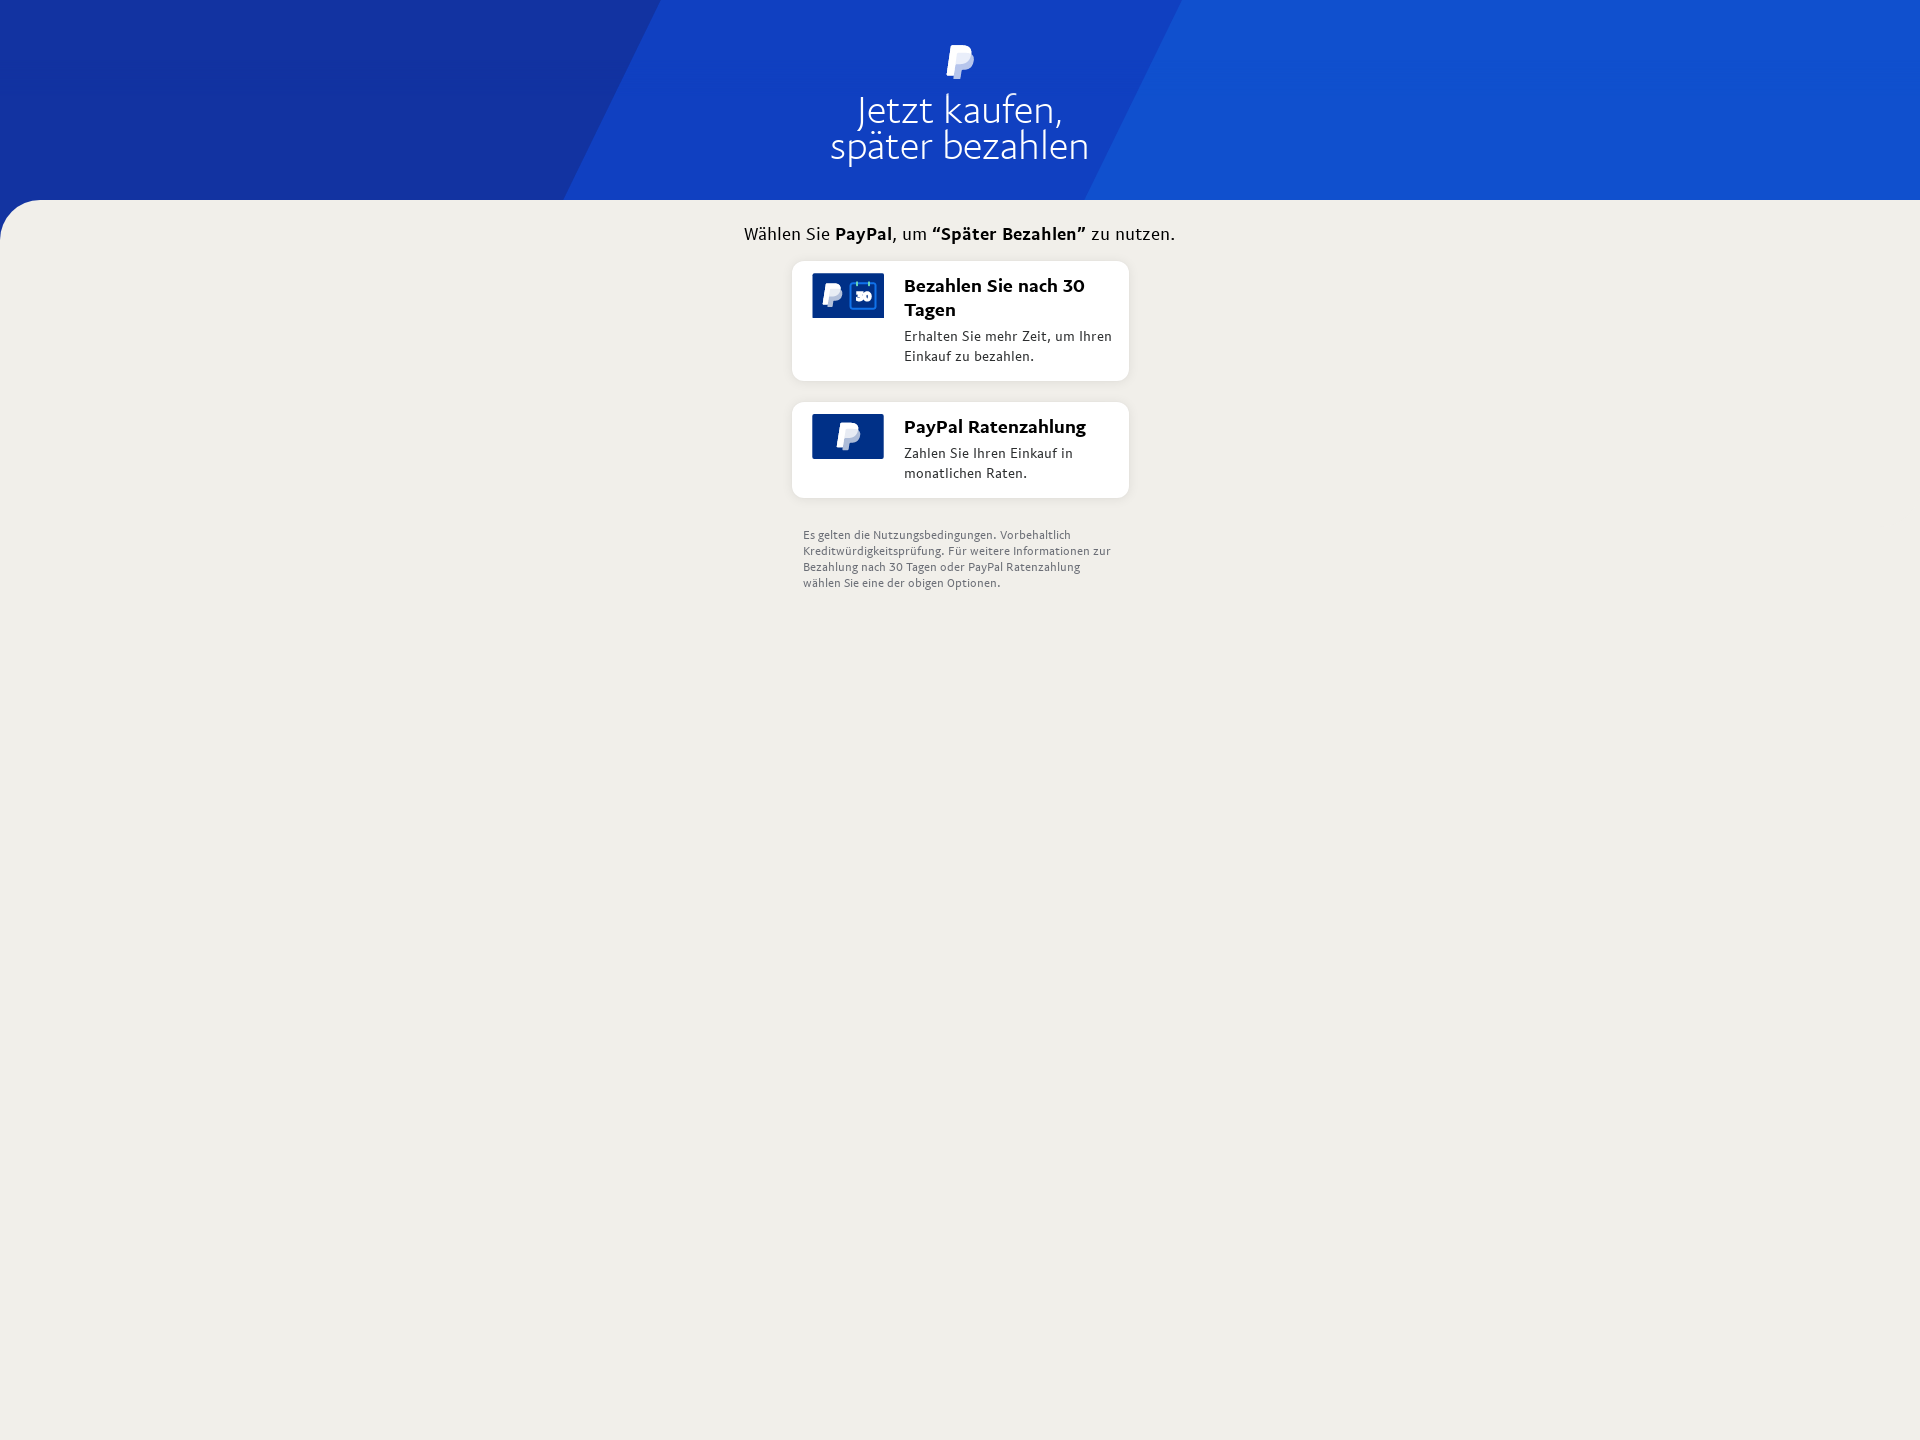 Jetzt kaufen,
später bezahlen
Wählen Sie PayPal, um “Später Bezahlen” zu nutzen.
30
Bezahlen Sie nach 30
Tagen
Erhalten Sie mehr Zeit, um Ihren
Einkauf zu bezahlen.
PayPal Ratenzahlung
Zahlen Sie Ihren Einkauf in
monatlichen Raten.
Es gelten die Nutzungsbedingungen. Vorbehaltlich
Kreditwürdigkeitsprüfung. Für weitere Informationen zur
Bezahlung nach 30 Tagen oder PayPal Ratenzahlung
wählen Sie eine der obigen Optionen.